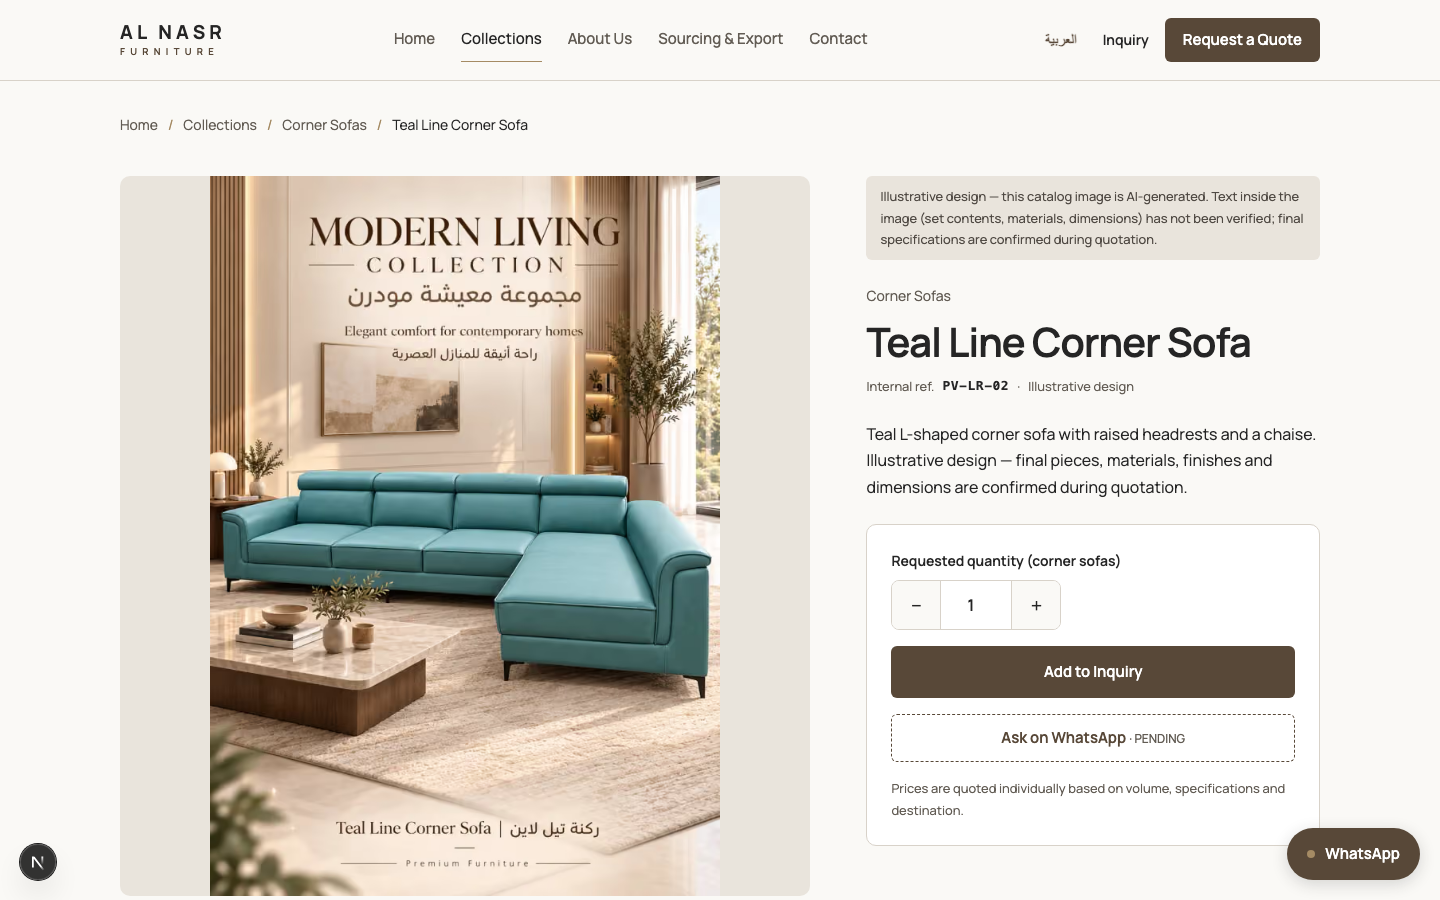 AL NASR
FURNITURE
Home
Collections
About Us
Sourcing & Export
Contact
العربية
Inquiry
Request a Quote
Home / Collections / Corner Sofas / Teal Line Corner Sofa
MODERN LIVING
COLLECTION
مجموعة معيشة مودرن
Elegant comfort for contemporary homes
راحة أنيقة للمنازل العصرية
Teal Line Corner Sofa | ركنة تيل لاين
Premium Furniture
Illustrative design — this catalog image is AI-generated. Text inside the
image (set contents, materials, dimensions) has not been verified; final
specifications are confirmed during quotation.
Corner Sofas
Teal Line Corner Sofa
Internal ref. PV-LR-02 · Illustrative design
Teal L-shaped corner sofa with raised headrests and a chaise.
Illustrative design — final pieces, materials, finishes and
dimensions are confirmed during quotation.
Requested quantity (corner sofas)
− 1 +
Add to Inquiry
Ask on WhatsApp · PENDING
Prices are quoted individually based on volume, specifications and
destination.
N
WhatsApp